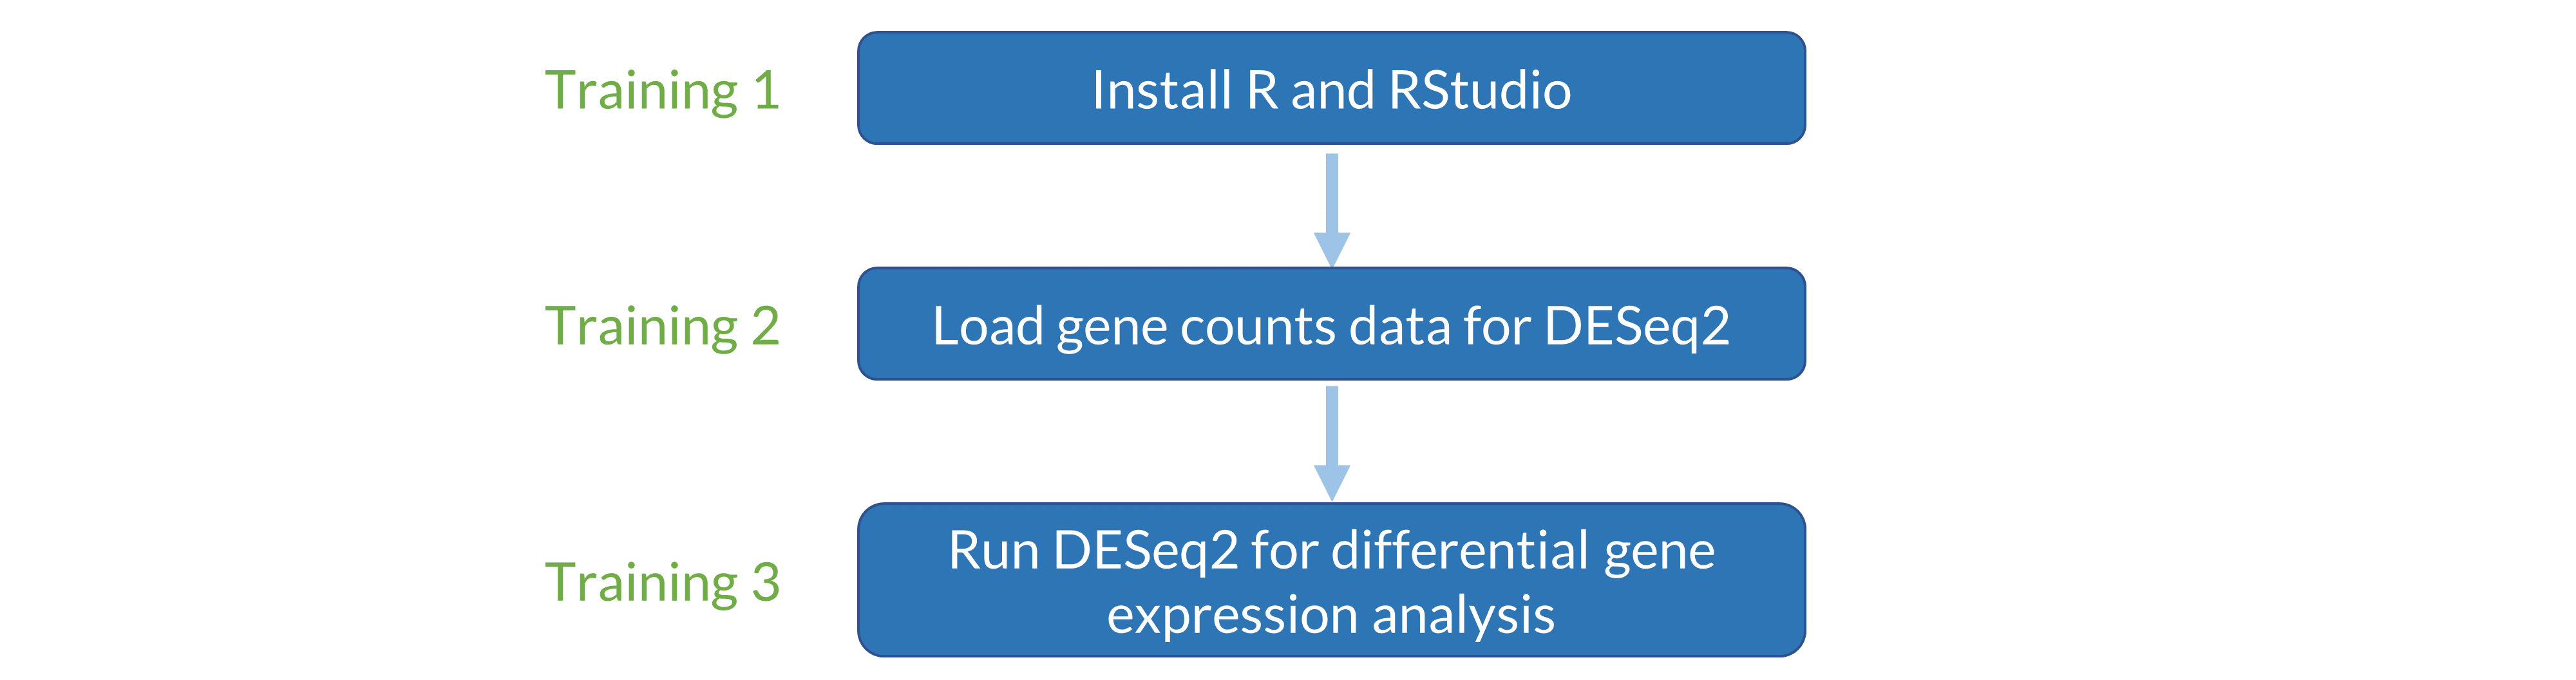 Training 1
Install R and RStudio
Training 2
Load gene counts data for DESeq2
Training 3
Run DESeq2 for differential gene
expression analysis